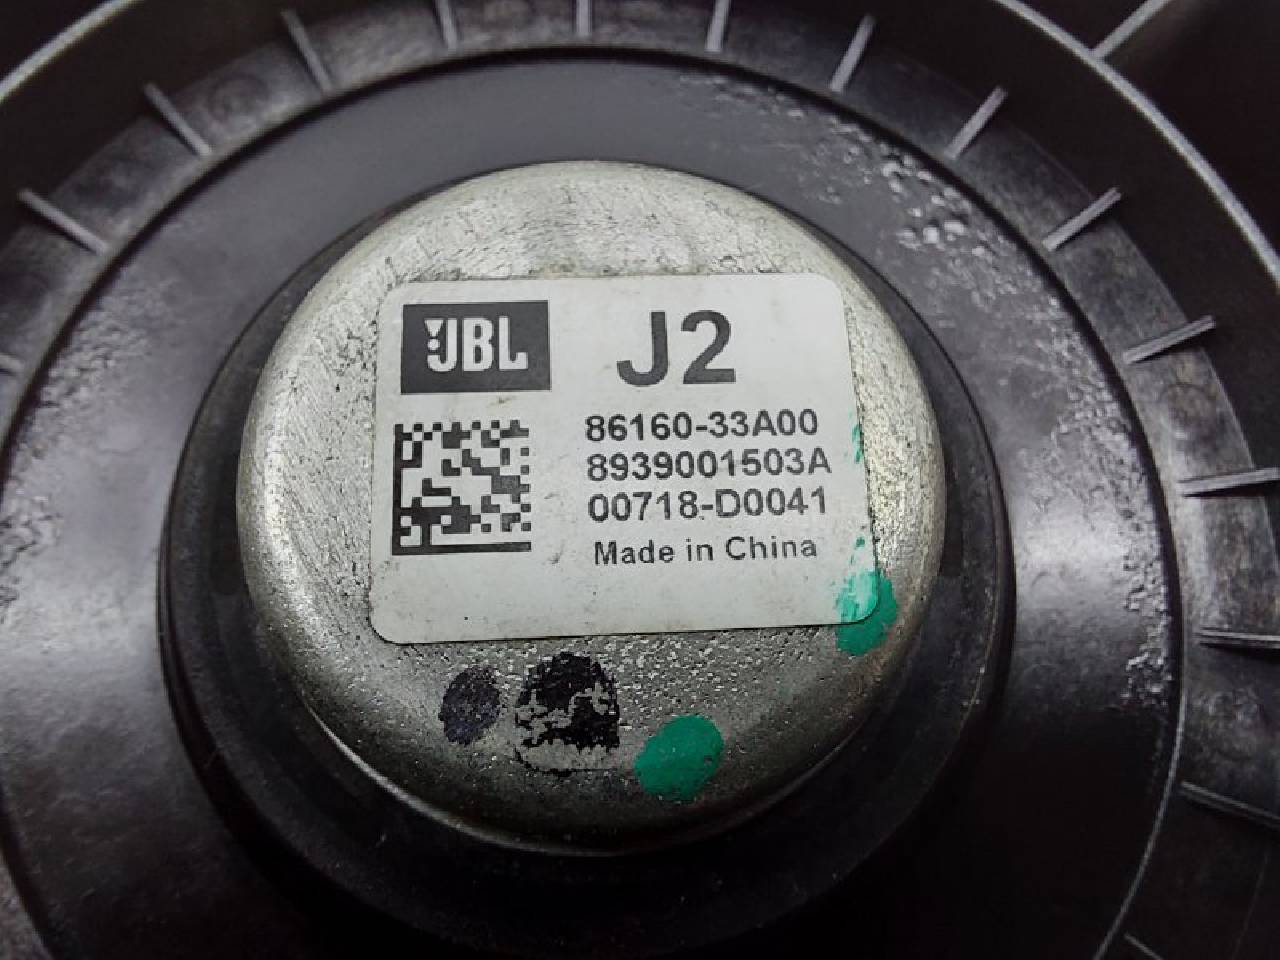 JBL J2
86160-33A00
8939001503A
00718-D0041
Made in China